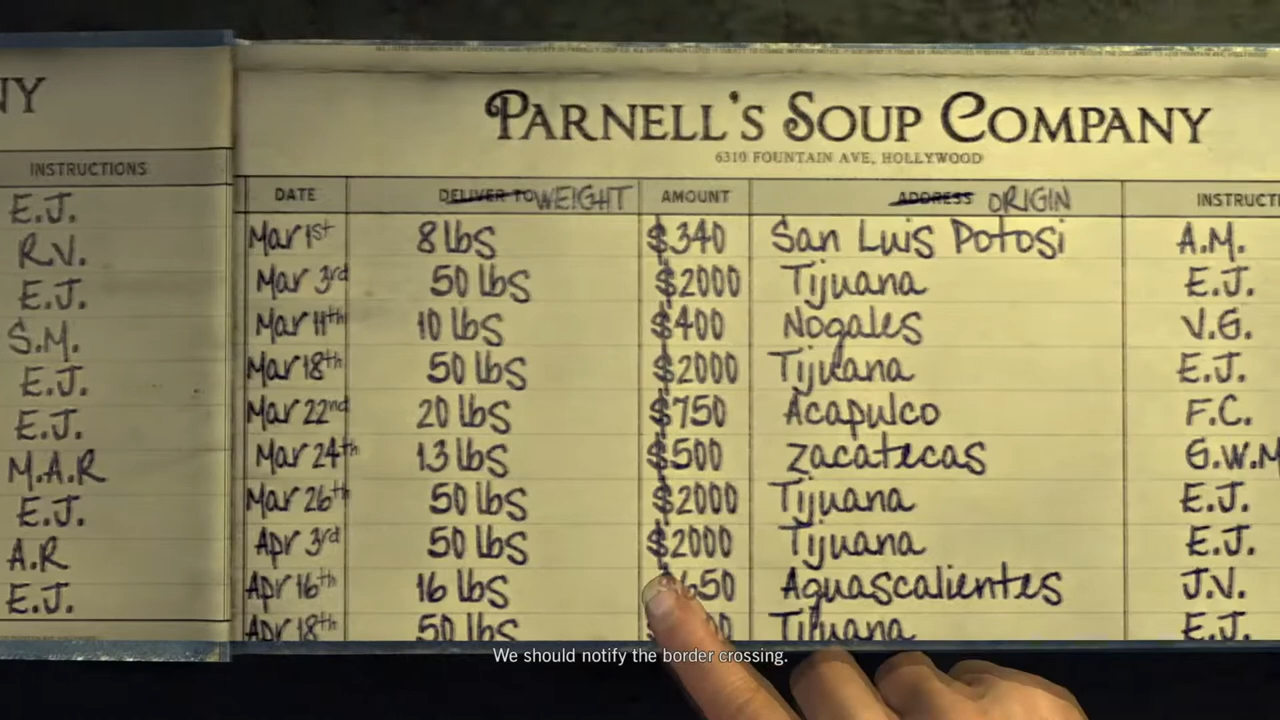 NY
PARNELL'S SOUP COMPANY
6310 FOUNTAIN AVE, HOLLYWOOD
INSTRUCTIONS
E.J.
R.V.
E.J.
S.M.
E.J.
E.J.
M.A.R
E.J.
A.R
E.J.
DATE DELIVER TO WEIGHT AMOUNT ADDRESS ORIGIN INSTRUCTI
Mar 1st 8 lbs $340 San Luis Potosi A.M.
Mar 3rd 50 lbs $2000 Tijuana E.J.
Mar 11th 10 lbs $400 Nogales V.G.
Mar 18th 50 lbs $2000 Tijuana E.J.
Mar 22nd 20 lbs $750 Acapulco F.C.
Mar 24th 13 lbs $500 Zacatecas G.W.M
Mar 26th 50 lbs $2000 Tijuana E.J.
Apr 3rd 50 lbs $2000 Tijuana E.J.
Apr 16th 16 lbs 650 Aguascalientes J.V.
Apr 18th 50 lbs Tijuana E.J.
We should notify the border crossing.